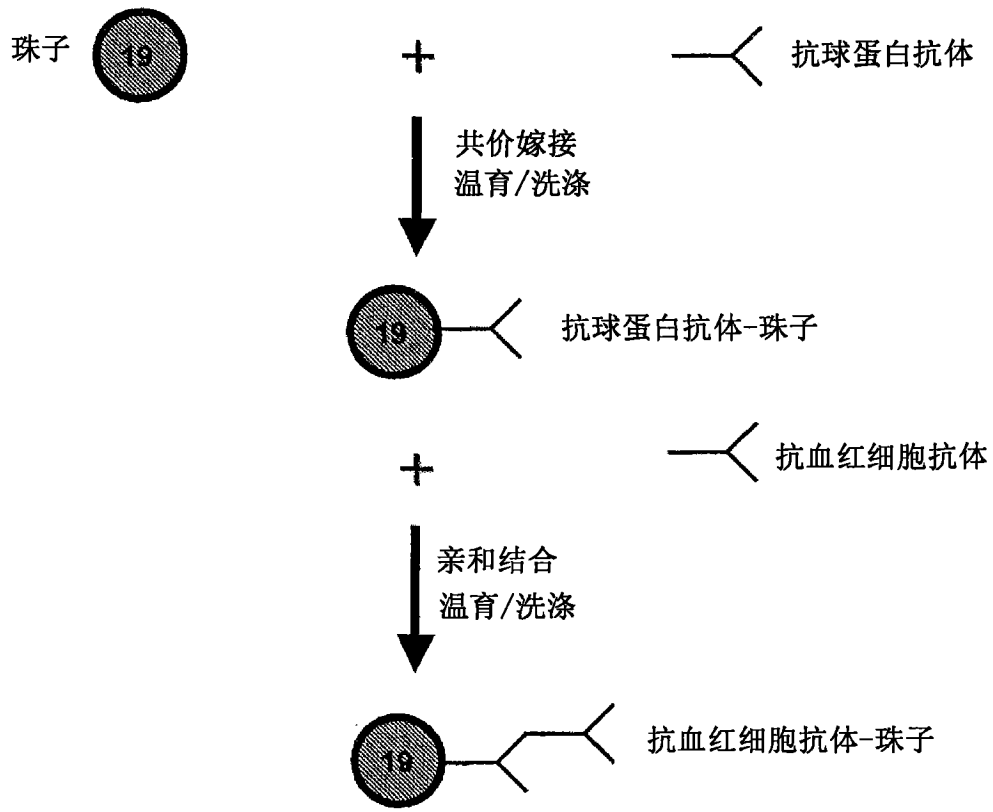 珠子 19 + 抗球蛋白抗体
共价嫁接
温育/洗涤
19 抗球蛋白抗体-珠子
+ 抗血红细胞抗体
亲和结合
温育/洗涤
19 抗血红细胞抗体-珠子